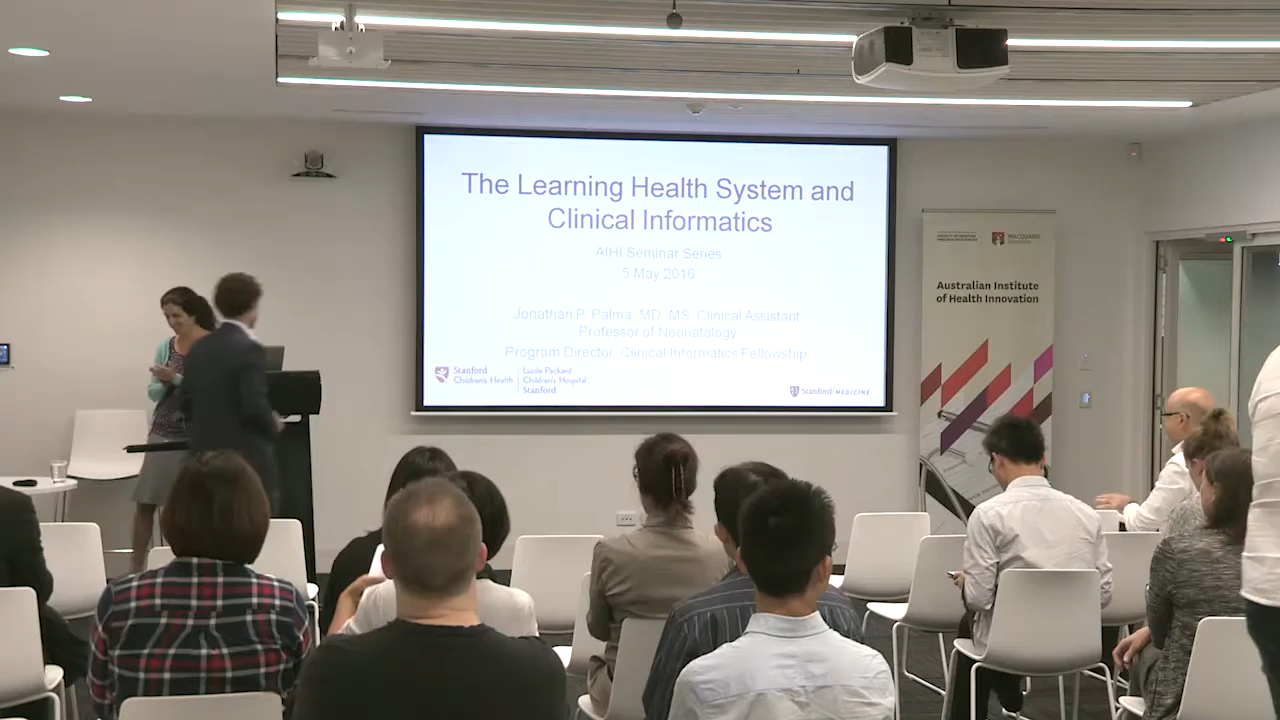 The Learning Health System and
Clinical Informatics
AIHI Seminar Series
5 May 2016
Jonathan P. Palma, MD, MS, Clinical Assistant
Professor of Neonatology
Program Director, Clinical Informatics Fellowship
Stanford
Children's Health
Lucile Packard
Children's Hospital
Stanford
Stanford MEDICINE
MACQUARIE
Australian Institute
of Health Innovation